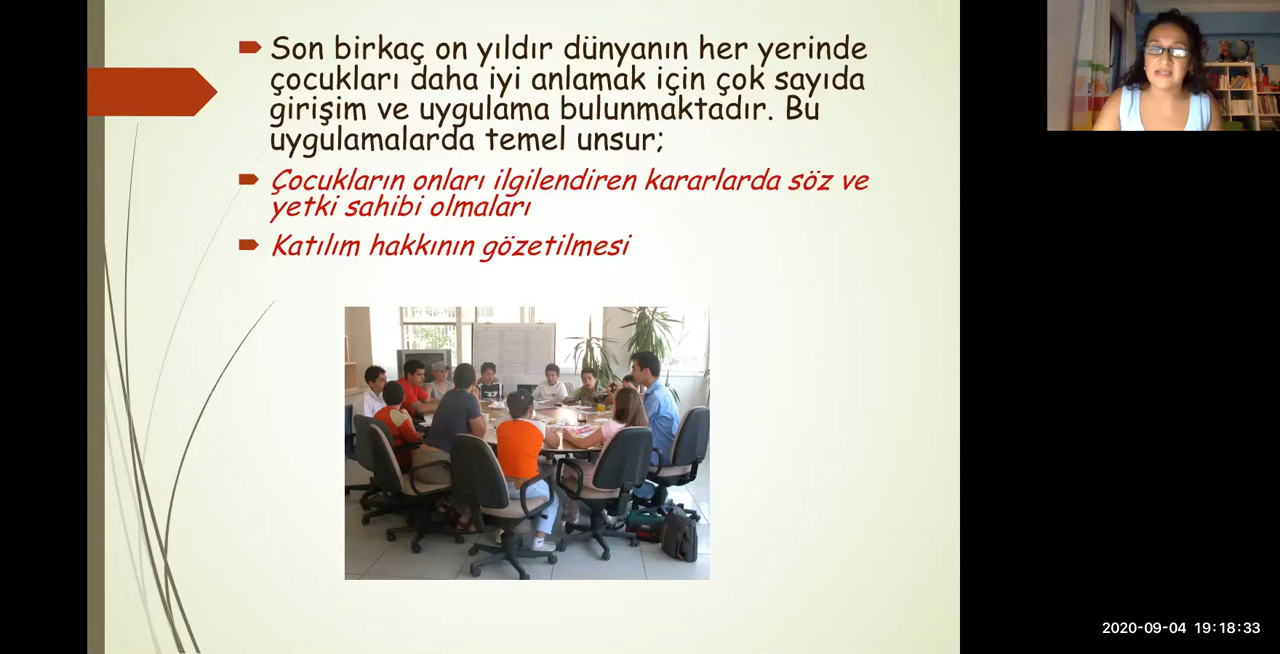 Son birkaç on yıldır dünyanın her yerinde
çocukları daha iyi anlamak için çok sayıda
girişim ve uygulama bulunmaktadır. Bu
uygulamalarda temel unsur;
Çocukların onları ilgilendiren kararlarda söz ve
yetki sahibi olmaları
Katılım hakkının gözetilmesi
2020-09-04 19:18:33